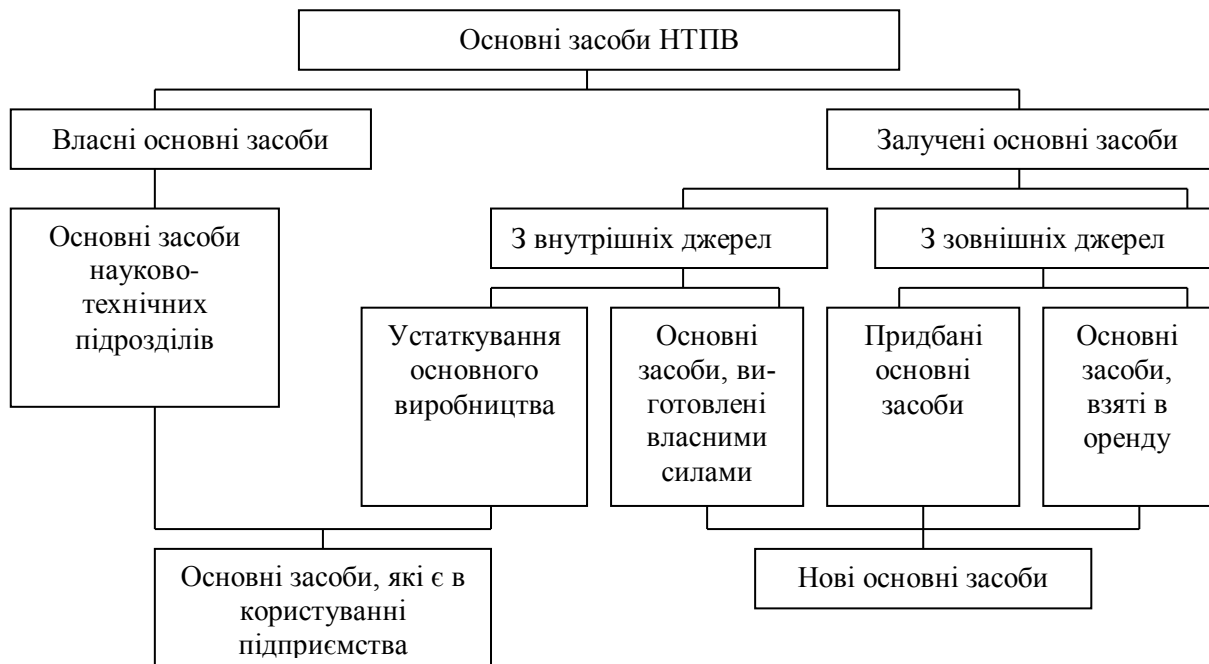 Основні засоби НТПВ
Власні основні засоби
Залучені основні засоби
Основні засоби
науково-
технічних
підрозділів
З внутрішніх джерел
З зовнішніх джерел
Устаткування
основного
виробництва
Основні
засоби, ви-
готовлені
власними
силами
Придбані
основні
засоби
Основні
засоби,
взяті в
оренду
Основні засоби, які є в
користуванні
підприємства
Нові основні засоби